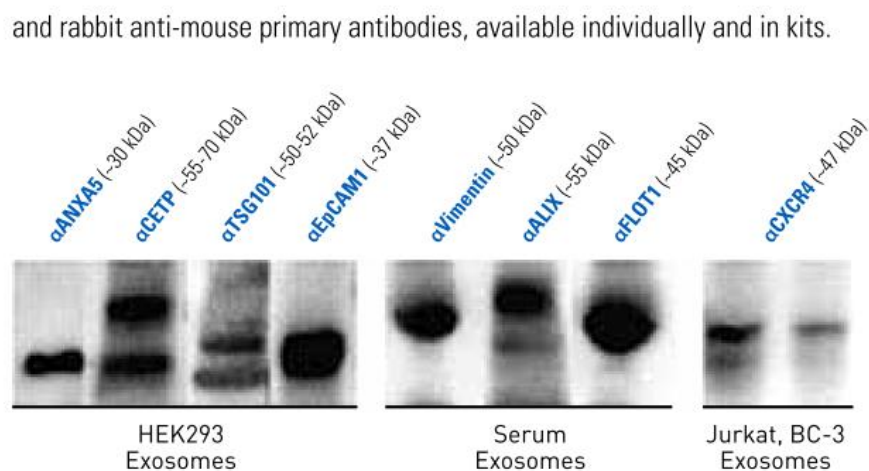 and rabbit anti-mouse primary antibodies, available individually and in kits.
αANXA5 (~30 kDa)
αCETP (~55-70 kDa)
αTSG101 (~50-52 kDa)
αEpCAM1 (~37 kDa)
αVimentin (~50 kDa)
αALIX (~55 kDa)
αFLOT1 (~45 kDa)
αCXCR4 (~47 kDa)
HEK293
Exosomes
Serum
Exosomes
Jurkat, BC-3
Exosomes